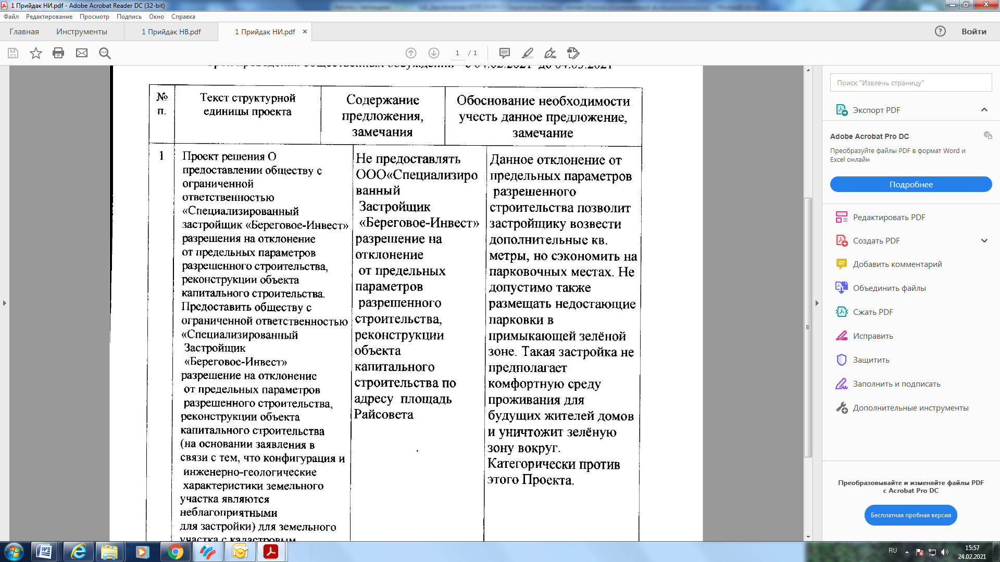 1 Прийдак НИ.pdf - Adobe Acrobat Reader DC (32-bit)
Файл Редактирование Просмотр Подпись Окно Справка
Главная Инструменты 1 Прийдак НВ.pdf 1 Прийдак НИ.pdf ×
Войти
1 / 1
№ п.
Текст структурной
единицы проекта
Содержание
предложения,
замечания
Обоснование необходимости
учесть данное предложение,
замечание
1
Проект решения О
предоставлении обществу с
ограниченной
ответственностью
«Специализированный
застройщик «Береговое-Инвест»
разрешения на отклонение
от предельных параметров
разрешенного строительства,
реконструкции объекта
капитального строительства.
Предоставить обществу с
ограниченной ответственностью
«Специализированный
Застройщик
«Береговое-Инвест»
разрешение на отклонение
от предельных параметров
разрешенного строительства,
реконструкции объекта
капитального строительства
(на основании заявления в
связи с тем, что конфигурация и
инженерно-геологические
характеристики земельного
участка являются
неблагоприятными
для застройки) для земельного
участка с кадастровым
Не предоставлять
ООО«Специализиро
ванный
Застройщик
«Береговое-Инвест»
разрешение на
отклонение
от предельных
параметров
разрешенного
строительства,
реконструкции
объекта
капитального
строительства по
адресу площадь
Райсовета
Данное отклонение от
предельных параметров
разрешенного
строительства позволит
застройщику возвести
дополнительные кв.
метры, но сэкономить на
парковочных местах. Не
допустимо также
размещать недостающие
парковки в
примыкающей зелёной
зоне. Такая застройка не
предполагает
комфортную среду
проживания для
будущих жителей домов
и уничтожит зелёную
зону вокруг.
Категорически против
этого Проекта.
Поиск "Извлечь страницу"
Экспорт PDF
Adobe Acrobat Pro DC
Преобразуйте файлы PDF в формат Word и
Excel онлайн
Подробнее
Редактировать PDF
Создать PDF
Добавить комментарий
Объединить файлы
Сжать PDF
Исправить
Защитить
Заполнить и подписать
Дополнительные инструменты
Преобразовывайте и изменяйте файлы PDF
с Acrobat Pro DC
Бесплатная пробная версия
RU
15:57
24.02.2021